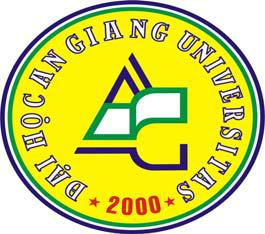 ĐẠI HỌC AN GIANG UNIVERSITAS
★ 2000 ★